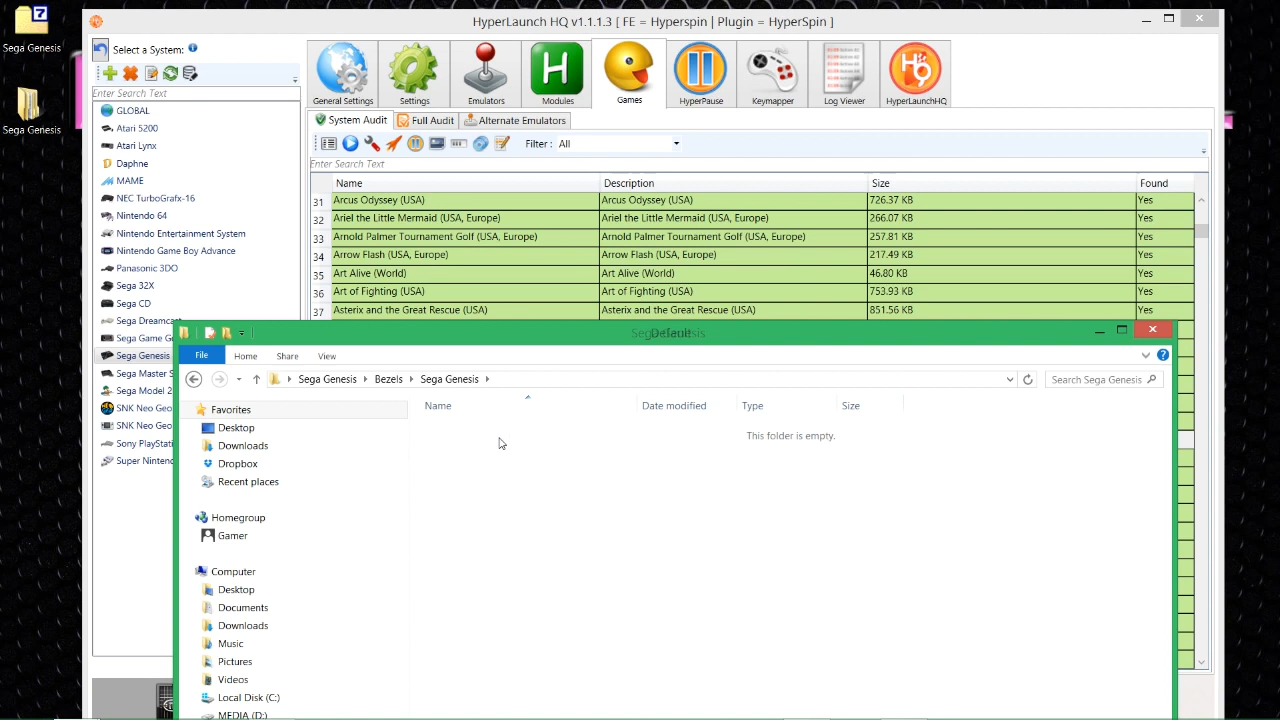 Sega Genesis
Sega Genesis
HyperLaunch HQ v1.1.1.3 [ FE = Hyperspin | Plugin = HyperSpin ]
Select a System:
Enter Search Text
GLOBAL
Atari 5200
Atari Lynx
Daphne
MAME
NEC TurboGrafx-16
Nintendo 64
Nintendo Entertainment System
Nintendo Game Boy Advance
Panasonic 3DO
Sega 32X
Sega CD
Sega Dreamcast
Sega Game G
Sega Genesis
Sega Master S
Sega Model 2
SNK Neo Geo
SNK Neo Geo
Sony PlayStati
Super Nintend
General Settings
Settings
Emulators
Modules
Games
HyperPause
Keymapper
Log Viewer
HyperLaunchHQ
System Audit
Full Audit
Alternate Emulators
Filter : All
Enter Search Text
Name Description Size Found
31 Arcus Odyssey (USA) Arcus Odyssey (USA) 726.37 KB Yes
32 Ariel the Little Mermaid (USA, Europe) Ariel the Little Mermaid (USA, Europe) 266.07 KB Yes
33 Arnold Palmer Tournament Golf (USA, Europe) Arnold Palmer Tournament Golf (USA, Europe) 257.81 KB Yes
34 Arrow Flash (USA, Europe) Arrow Flash (USA, Europe) 217.49 KB Yes
35 Art Alive (World) Art Alive (World) 46.80 KB Yes
36 Art of Fighting (USA) Art of Fighting (USA) 753.93 KB Yes
37 Asterix and the Great Rescue (USA) Asterix and the Great Rescue (USA) 851.56 KB Yes
File Home Share View
Sega Genesis Bezels Sega Genesis
Search Sega Genesis
Name Date modified Type Size
This folder is empty.
Favorites
Desktop
Downloads
Dropbox
Recent places
Homegroup
Gamer
Computer
Desktop
Documents
Downloads
Music
Pictures
Videos
Local Disk (C:)
MEDIA (D:)